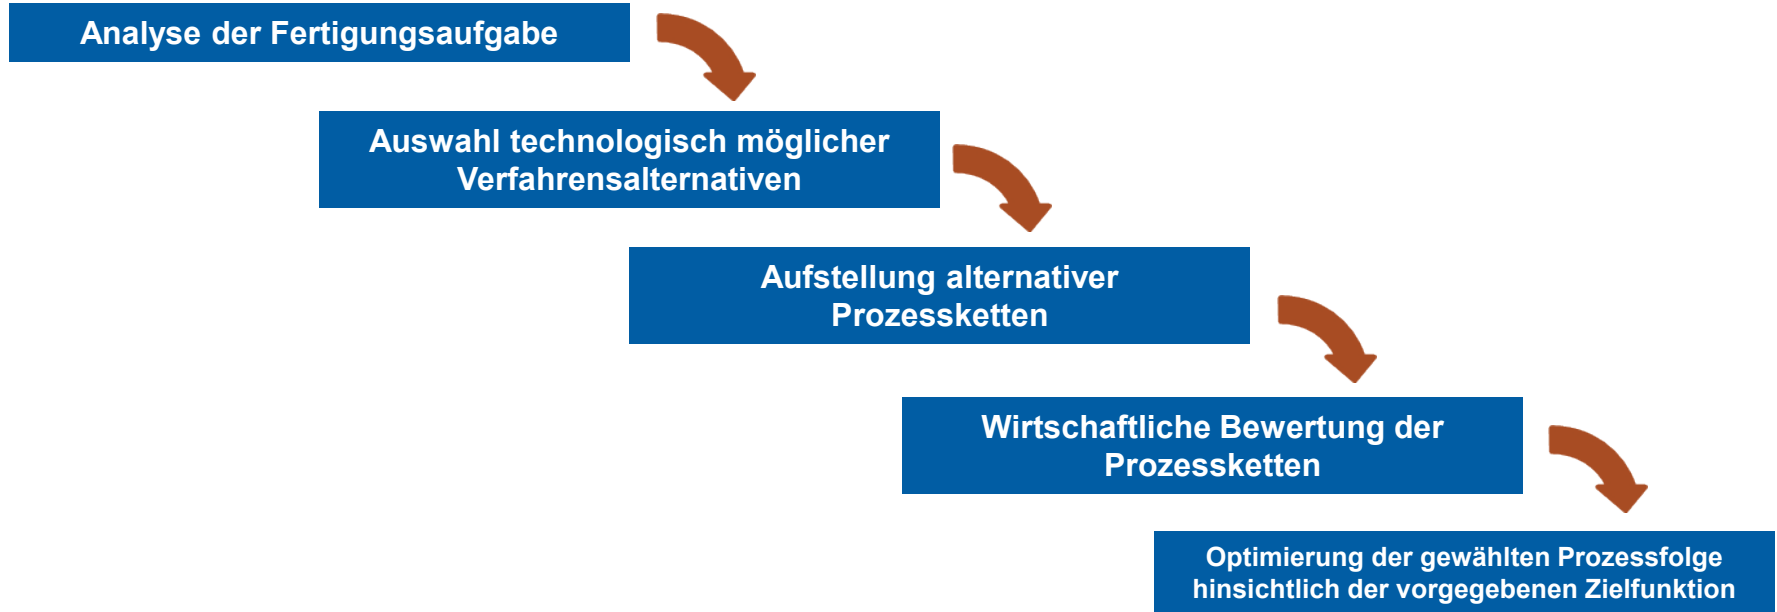 Analyse der Fertigungsaufgabe
Auswahl technologisch möglicher
Verfahrensalternativen
Aufstellung alternativer
Prozessketten
Wirtschaftliche Bewertung der
Prozessketten
Optimierung der gewählten Prozessfolge
hinsichtlich der vorgegebenen Zielfunktion